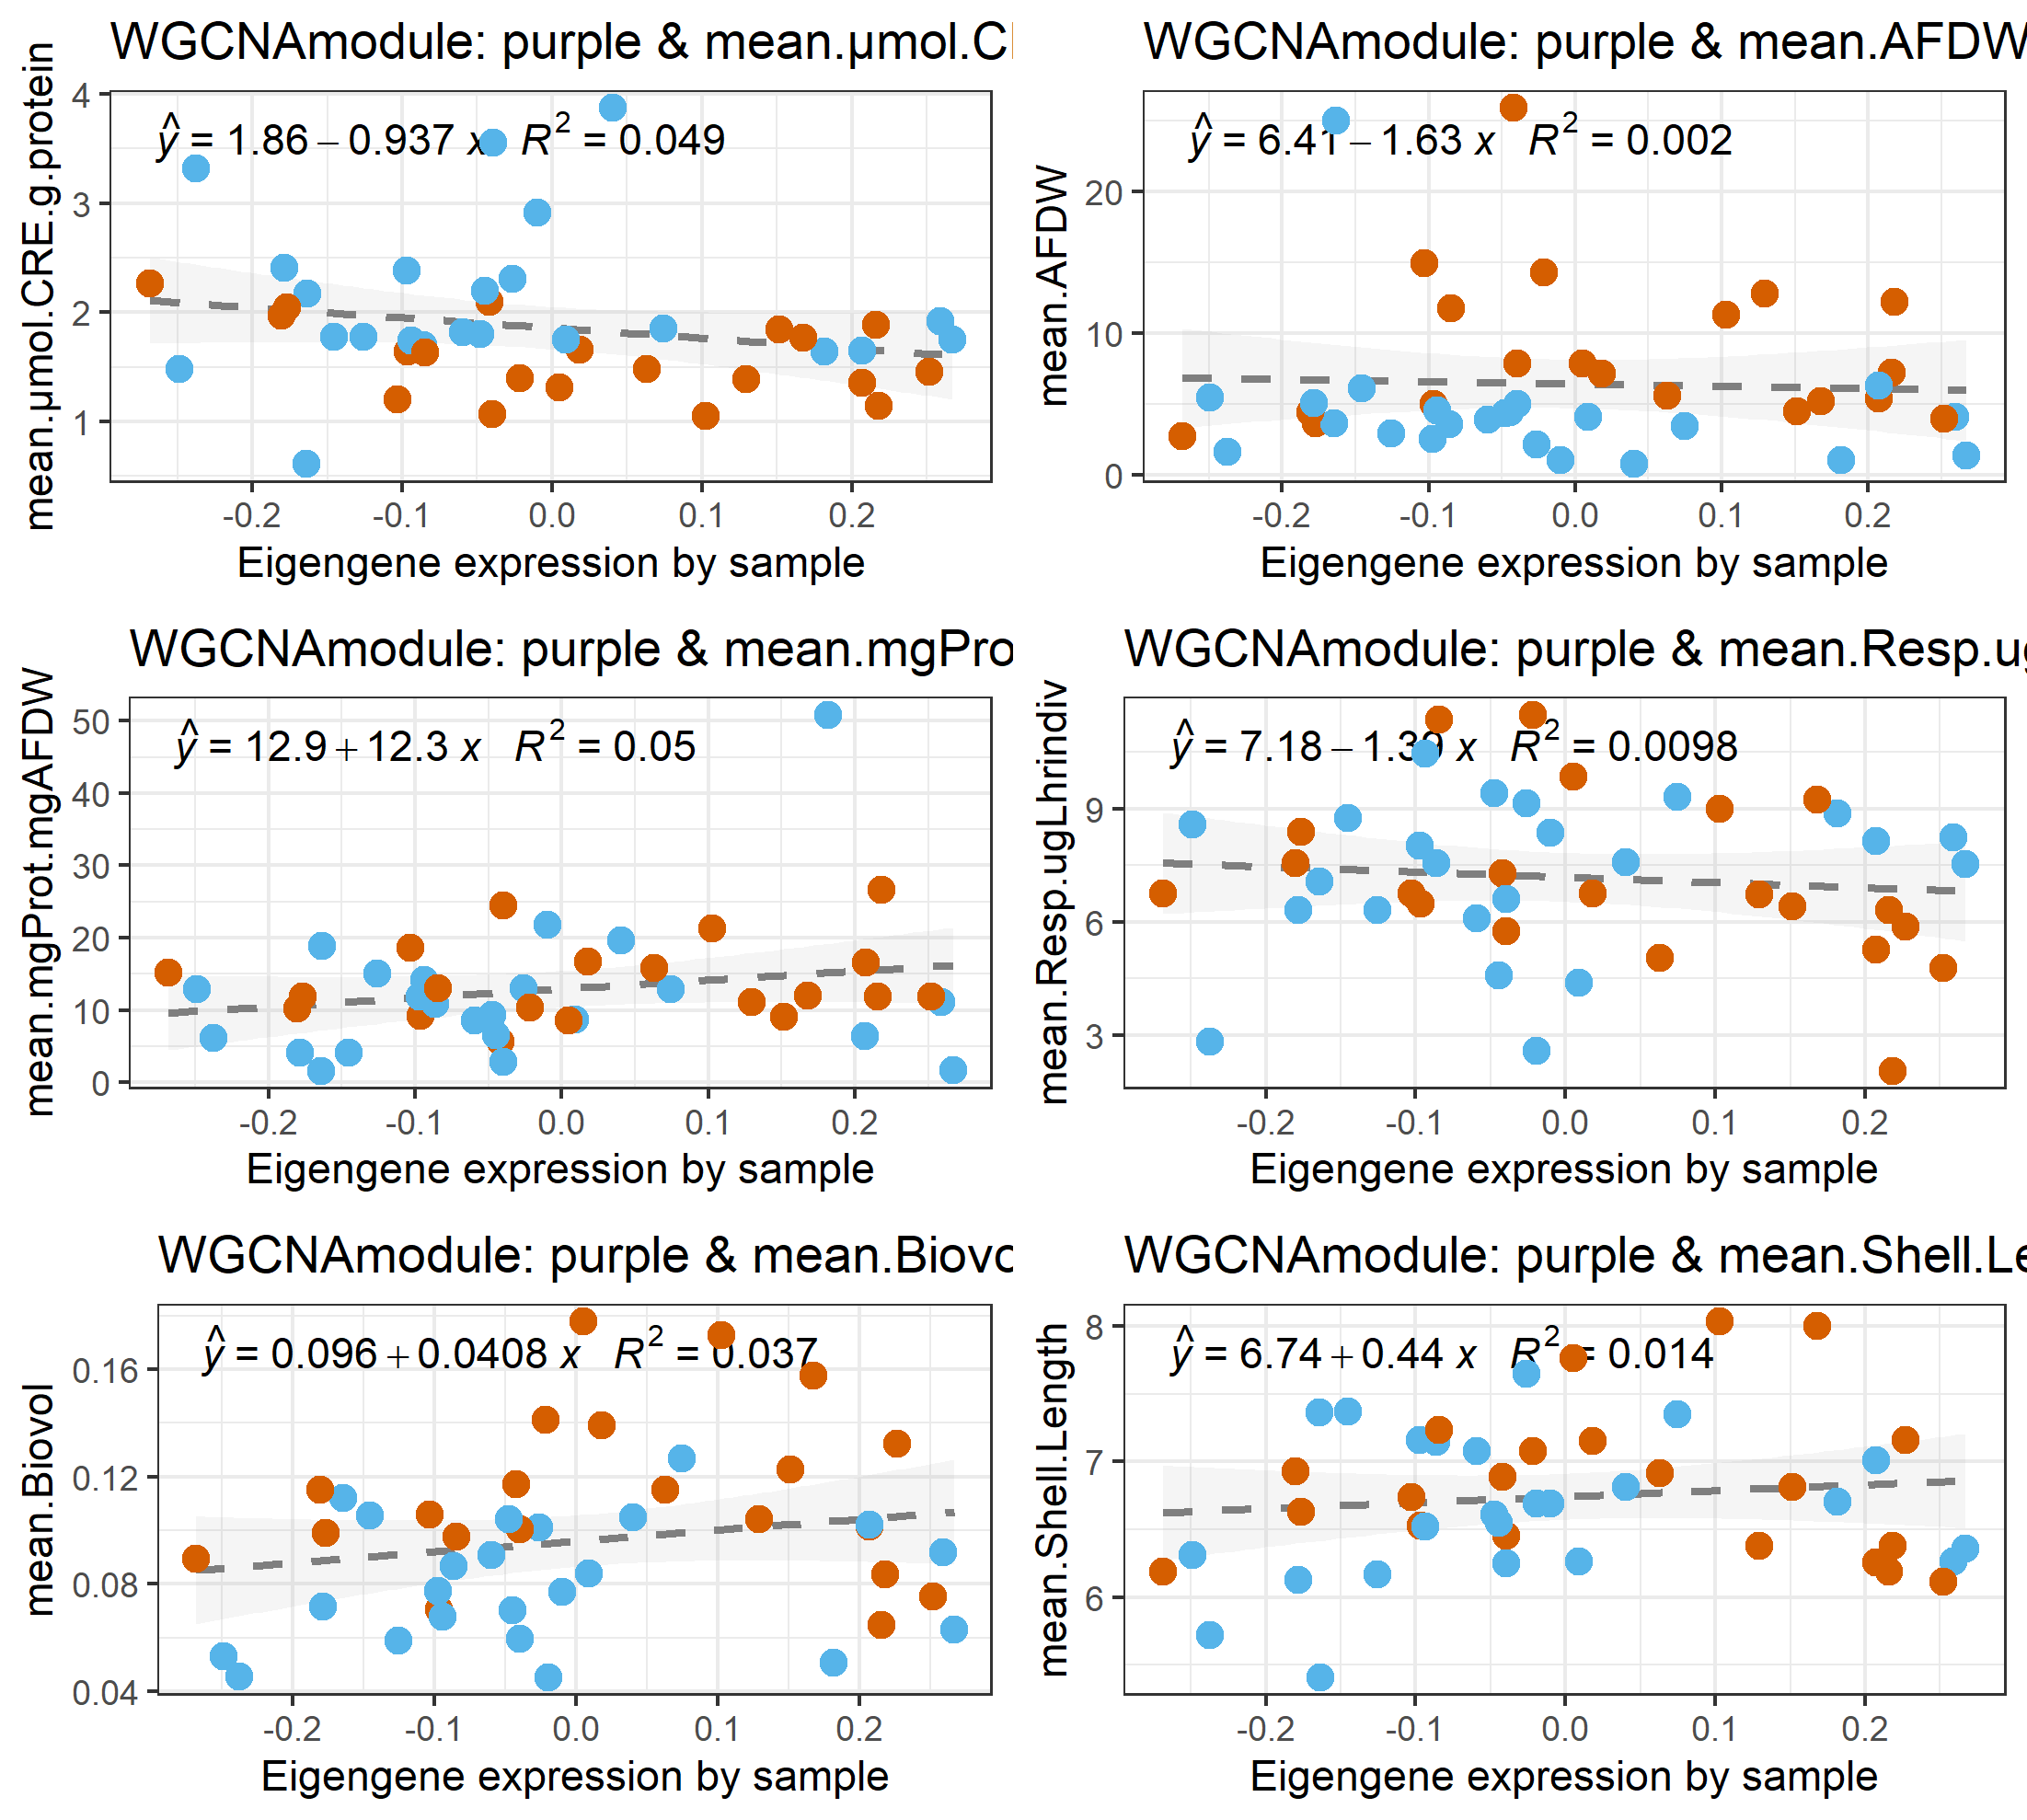 WGCNAmodule: purple & mean.µmol.C
mean.µmol.CRE.g.protein
ŷ = 1.86 − 0.937 x R² = 0.049
4
3
2
1
-0.2 -0.1 0.0 0.1 0.2
Eigengene expression by sample
WGCNAmodule: purple & mean.AFDW
mean.AFDW
ŷ = 6.41 − 1.63 x R² = 0.002
20
10
0
-0.2 -0.1 0.0 0.1 0.2
Eigengene expression by sample
WGCNAmodule: purple & mean.mgPro
mean.mgProt.mgAFDW
ŷ = 12.9 + 12.3 x R² = 0.05
50
40
30
20
10
0
-0.2 -0.1 0.0 0.1 0.2
Eigengene expression by sample
WGCNAmodule: purple & mean.Resp.ug
mean.Resp.ugLhrindiv
ŷ = 7.18 − 1.39 x R² = 0.0098
9
6
3
-0.2 -0.1 0.0 0.1 0.2
Eigengene expression by sample
WGCNAmodule: purple & mean.Biovo
mean.Biovol
ŷ = 0.096 + 0.0408 x R² = 0.037
0.16
0.12
0.08
0.04
-0.2 -0.1 0.0 0.1 0.2
Eigengene expression by sample
WGCNAmodule: purple & mean.Shell.Le
mean.Shell.Length
ŷ = 6.74 + 0.44 x R² = 0.014
8
7
6
-0.2 -0.1 0.0 0.1 0.2
Eigengene expression by sample